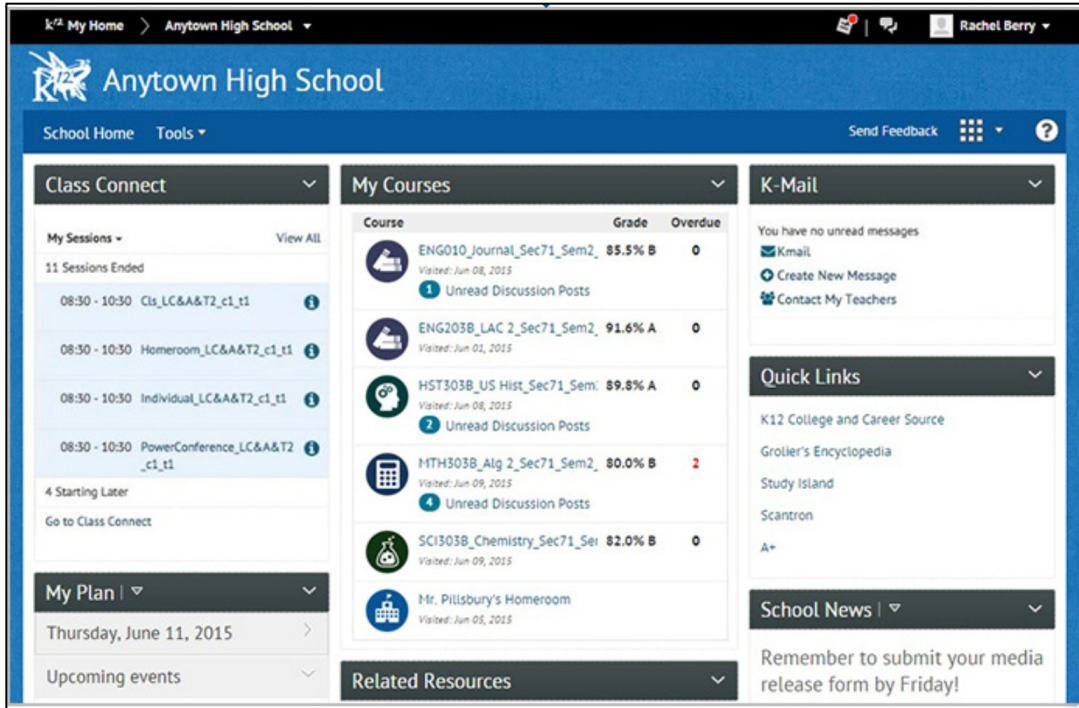 k¹² My Home > Anytown High School
Rachel Berry
K¹² Anytown High School
School Home Tools
Send Feedback
?
Class Connect
My Sessions
View All
11 Sessions Ended
08:30 - 10:30 Cls_LC&A&T2_c1_t1
08:30 - 10:30 Homeroom_LC&A&T2_c1_t1
08:30 - 10:30 Individual_LC&A&T2_c1_t1
08:30 - 10:30 PowerConference_LC&A&T2
_c1_t1
4 Starting Later
Go to Class Connect
My Plan |
Thursday, June 11, 2015
Upcoming events
My Courses
Course Grade Overdue
ENG010_Journal_Sec71_Sem2_ 85.5% B 0
Visited: Jun 08, 2015
1 Unread Discussion Posts
ENG203B_LAC 2_Sec71_Sem2_ 91.6% A 0
Visited: Jun 01, 2015
HST303B_US Hist_Sec71_Sem 89.8% A 0
Visited: Jun 08, 2015
2 Unread Discussion Posts
MTH303B_Alg 2_Sec71_Sem2_ 80.0% B 2
Visited: Jun 09, 2015
4 Unread Discussion Posts
SCI303B_Chemistry_Sec71_Se 82.0% B 0
Visited: Jun 09, 2015
Mr. Pillsbury's Homeroom
Visited: Jun 05, 2015
Related Resources
K-Mail
You have no unread messages
Kmail
Create New Message
Contact My Teachers
Quick Links
K12 College and Career Source
Grolier's Encyclopedia
Study Island
Scantron
A+
School News |
Remember to submit your media
release form by Friday!